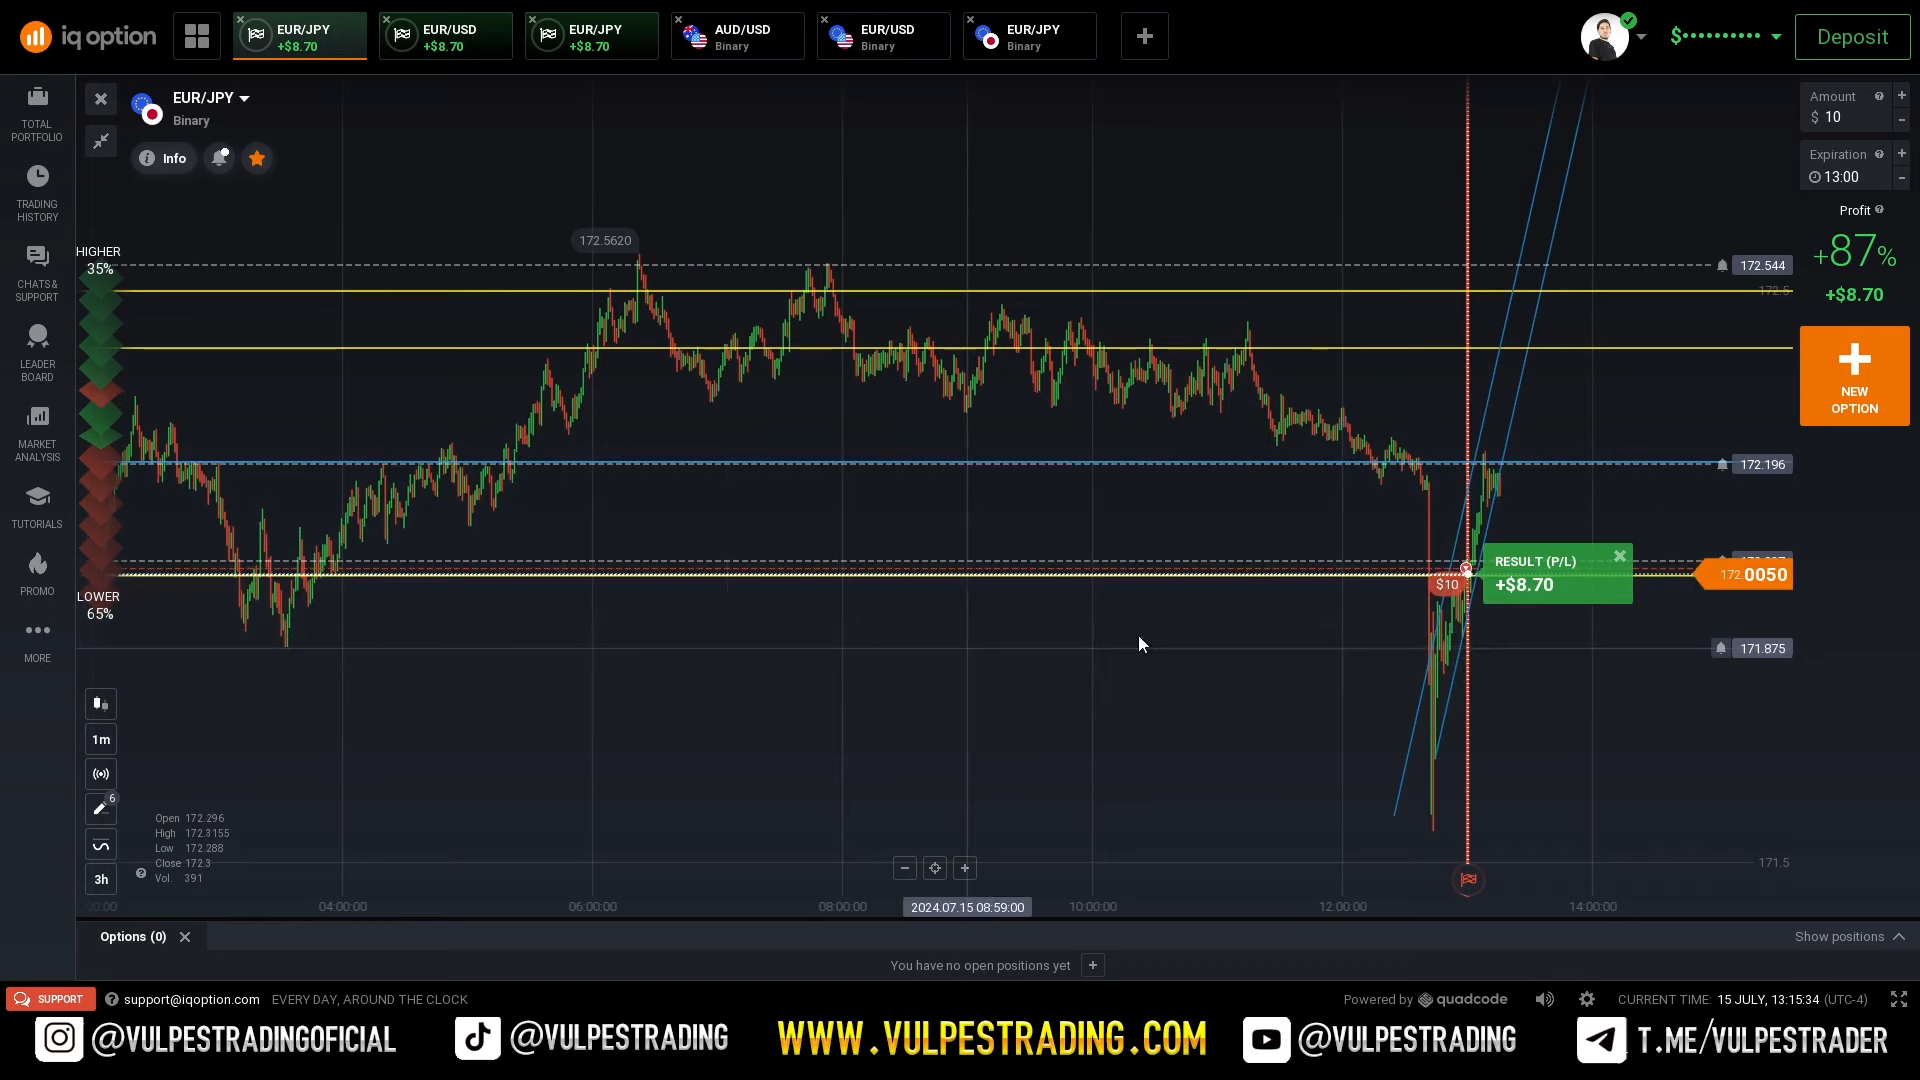 iq option
EUR/JPY
+$8.70
EUR/USD
+$8.70
EUR/JPY
+$8.70
AUD/USD
Binary
EUR/USD
Binary
EUR/JPY
Binary
$••••••••••
Deposit
TOTAL
PORTFOLIO
TRADING
HISTORY
CHATS &
SUPPORT
LEADER
BOARD
MARKET
ANALYSIS
TUTORIALS
PROMO
MORE
EUR/JPY
Binary
Info
HIGHER
35%
LOWER
65%
172.5620
172.544
172.5
172.196
172.0050
171.875
171.5
$10
RESULT (P/L)
+$8.70
Amount
$ 10
Expiration
13:00
Profit
+87%
+$8.70
NEW
OPTION
1m
6
3h
Open 172.296
High 172.3155
Low 172.288
Close 172.3
Vol. 391
00:00
04:00:00
06:00:00
08:00:00
2024.07.15 08:59:00
10:00:00
12:00:00
14:00:00
Options (0)
Show positions
You have no open positions yet
SUPPORT
support@iqoption.com
EVERY DAY, AROUND THE CLOCK
Powered by quadcode
CURRENT TIME: 15 JULY, 13:15:34 (UTC-4)
@VULPESTRADINGOFICIAL
@VULPESTRADING
WWW.VULPESTRADING.COM
@VULPESTRADING
T.ME/VULPESTRADER